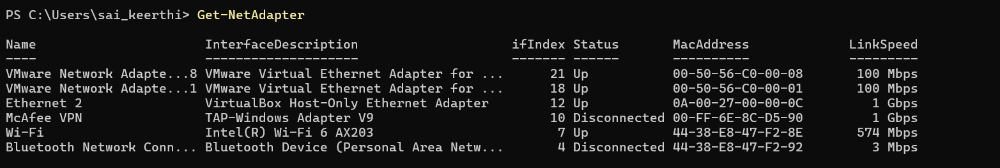 PS C:\Users\sai_keerthi> Get-NetAdapter
Name                      InterfaceDescription                    ifIndex Status       MacAddress             LinkSpeed
----                      --------------------                    ------- ------       ----------             ---------
VMware Network Adapte...8 VMware Virtual Ethernet Adapter for ...      21 Up           00-50-56-C0-00-08       100 Mbps
VMware Network Adapte...1 VMware Virtual Ethernet Adapter for ...      18 Up           00-50-56-C0-00-01       100 Mbps
Ethernet 2                VirtualBox Host-Only Ethernet Adapter        12 Up           0A-00-27-00-00-0C         1 Gbps
McAfee VPN                TAP-Windows Adapter V9                       10 Disconnected 00-FF-6E-8C-D5-90         1 Gbps
Wi-Fi                     Intel(R) Wi-Fi 6 AX203                        7 Up           44-38-E8-47-F2-8E       574 Mbps
Bluetooth Network Conn... Bluetooth Device (Personal Area Netw...       4 Disconnected 44-38-E8-47-F2-92         3 Mbps